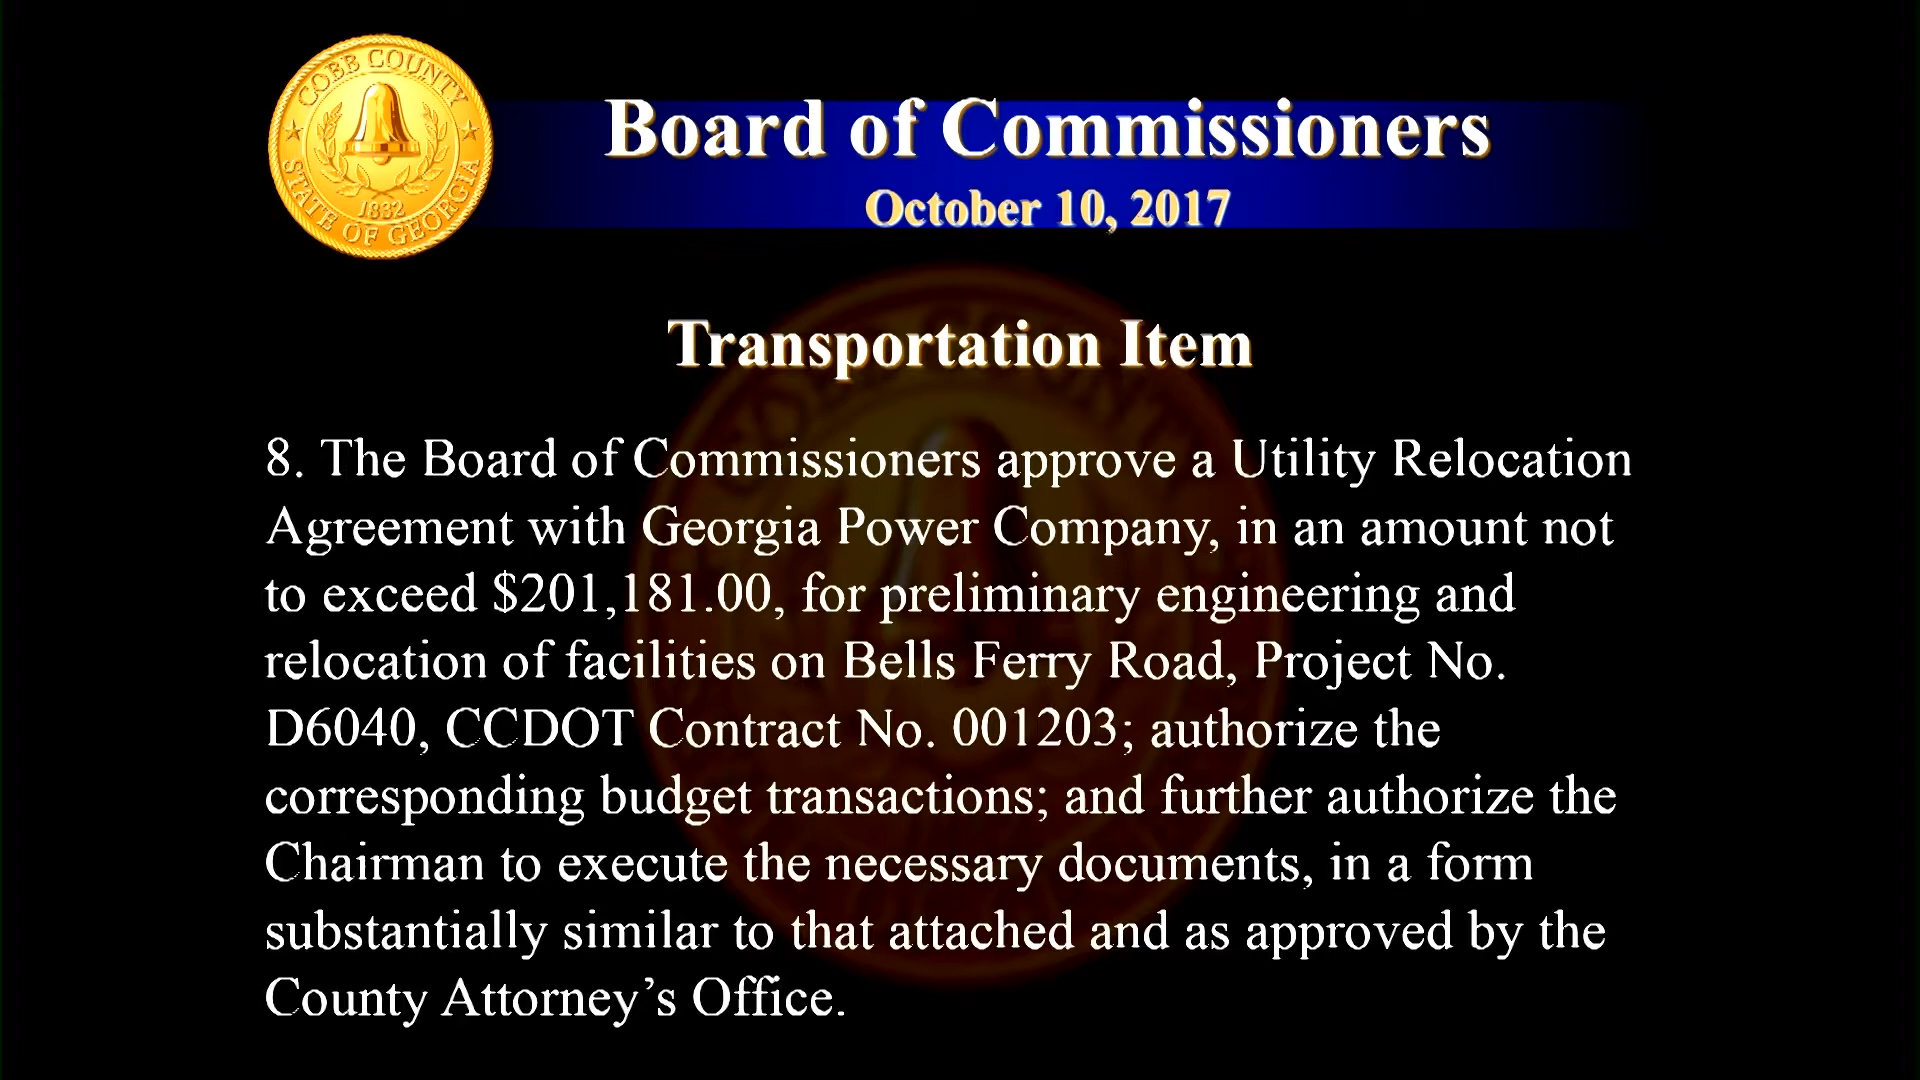 COBB COUNTY
STATE OF GEORGIA
1832
Board of Commissioners
October 10, 2017
Transportation Item
8. The Board of Commissioners approve a Utility Relocation
Agreement with Georgia Power Company, in an amount not
to exceed $201,181.00, for preliminary engineering and
relocation of facilities on Bells Ferry Road, Project No.
D6040, CCDOT Contract No. 001203; authorize the
corresponding budget transactions; and further authorize the
Chairman to execute the necessary documents, in a form
substantially similar to that attached and as approved by the
County Attorney’s Office.